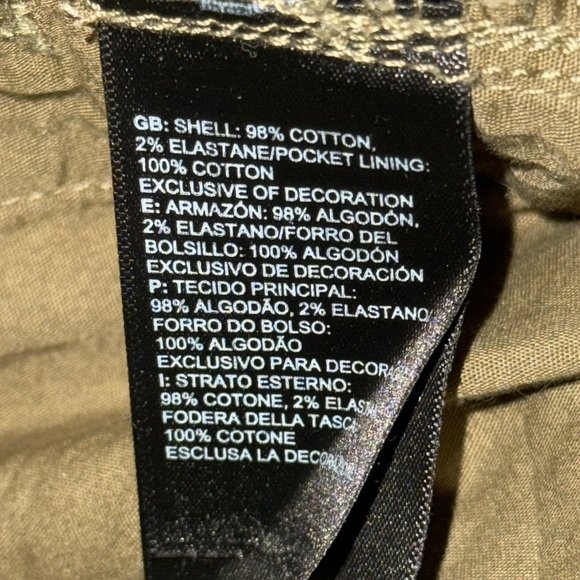 GB: SHELL: 98% COTTON,
2% ELASTANE/POCKET LINING:
100% COTTON
EXCLUSIVE OF DECORATION
E: ARMAZÓN: 98% ALGODÓN,
2% ELASTANO/FORRO DEL
BOLSILLO: 100% ALGODÓN
EXCLUSIVO DE DECORACIÓN
P: TECIDO PRINCIPAL:
98% ALGODÃO, 2% ELASTANO
FORRO DO BOLSO:
100% ALGODÃO
EXCLUSIVO PARA
I: STRATO ESTERNO:
98% COTONE, 2%
FODERA DELLA
100% COTONE
ESCLUSA LA